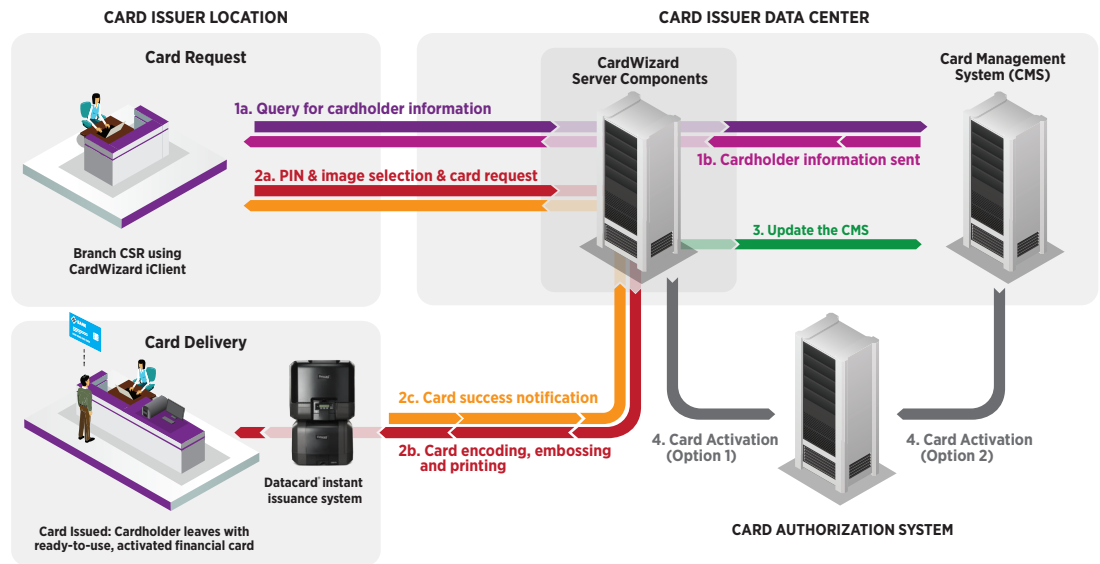 CARD ISSUER LOCATION
CARD ISSUER DATA CENTER
Card Request
CardWizard
Server Components
Card Management
System (CMS)
1a. Query for cardholder information
1b. Cardholder information sent
2a. PIN & image selection & card request
3. Update the CMS
Branch CSR using
CardWizard iClient
Card Delivery
BANK
2c. Card success notification
2b. Card encoding, embossing
and printing
4. Card Activation
(Option 1)
4. Card Activation
(Option 2)
Datacard® instant
issuance system
Card Issued: Cardholder leaves with
ready-to-use, activated financial card
CARD AUTHORIZATION SYSTEM